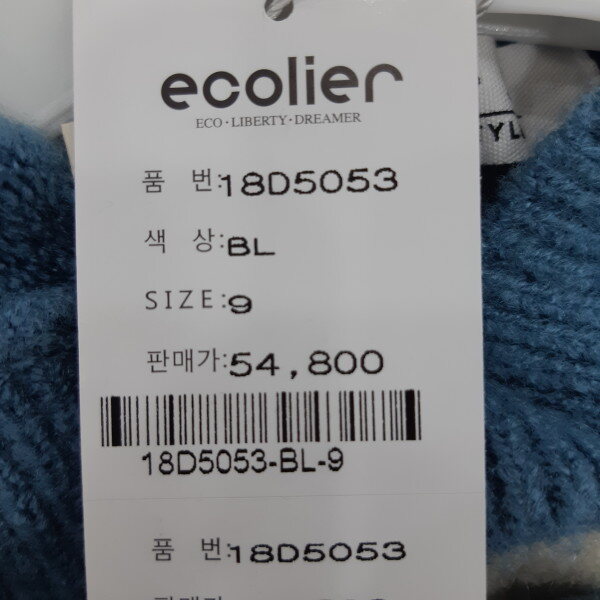 ecolier
ECO·LIBERTY·DREAMER
품 번:18D5053
색 상:BL
SIZE:9
판매가:54,800
18D5053-BL-9
품 번:18D5053